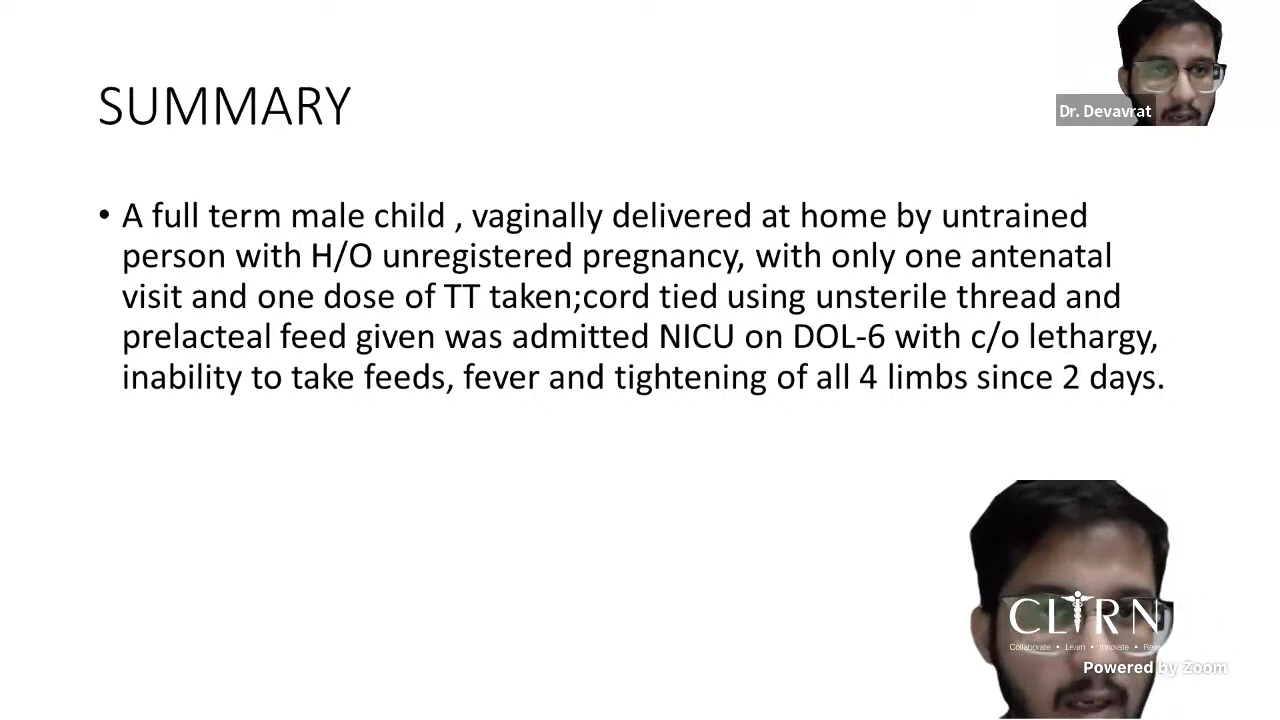 SUMMARY
Dr. Devavrat
• A full term male child , vaginally delivered at home by untrained
person with H/O unregistered pregnancy, with only one antenatal
visit and one dose of TT taken;cord tied using unsterile thread and
prelacteal feed given was admitted NICU on DOL-6 with c/o lethargy,
inability to take feeds, fever and tightening of all 4 limbs since 2 days.
CLIRN
Collaborate • Learn • Innovate •
Powered by Zoom